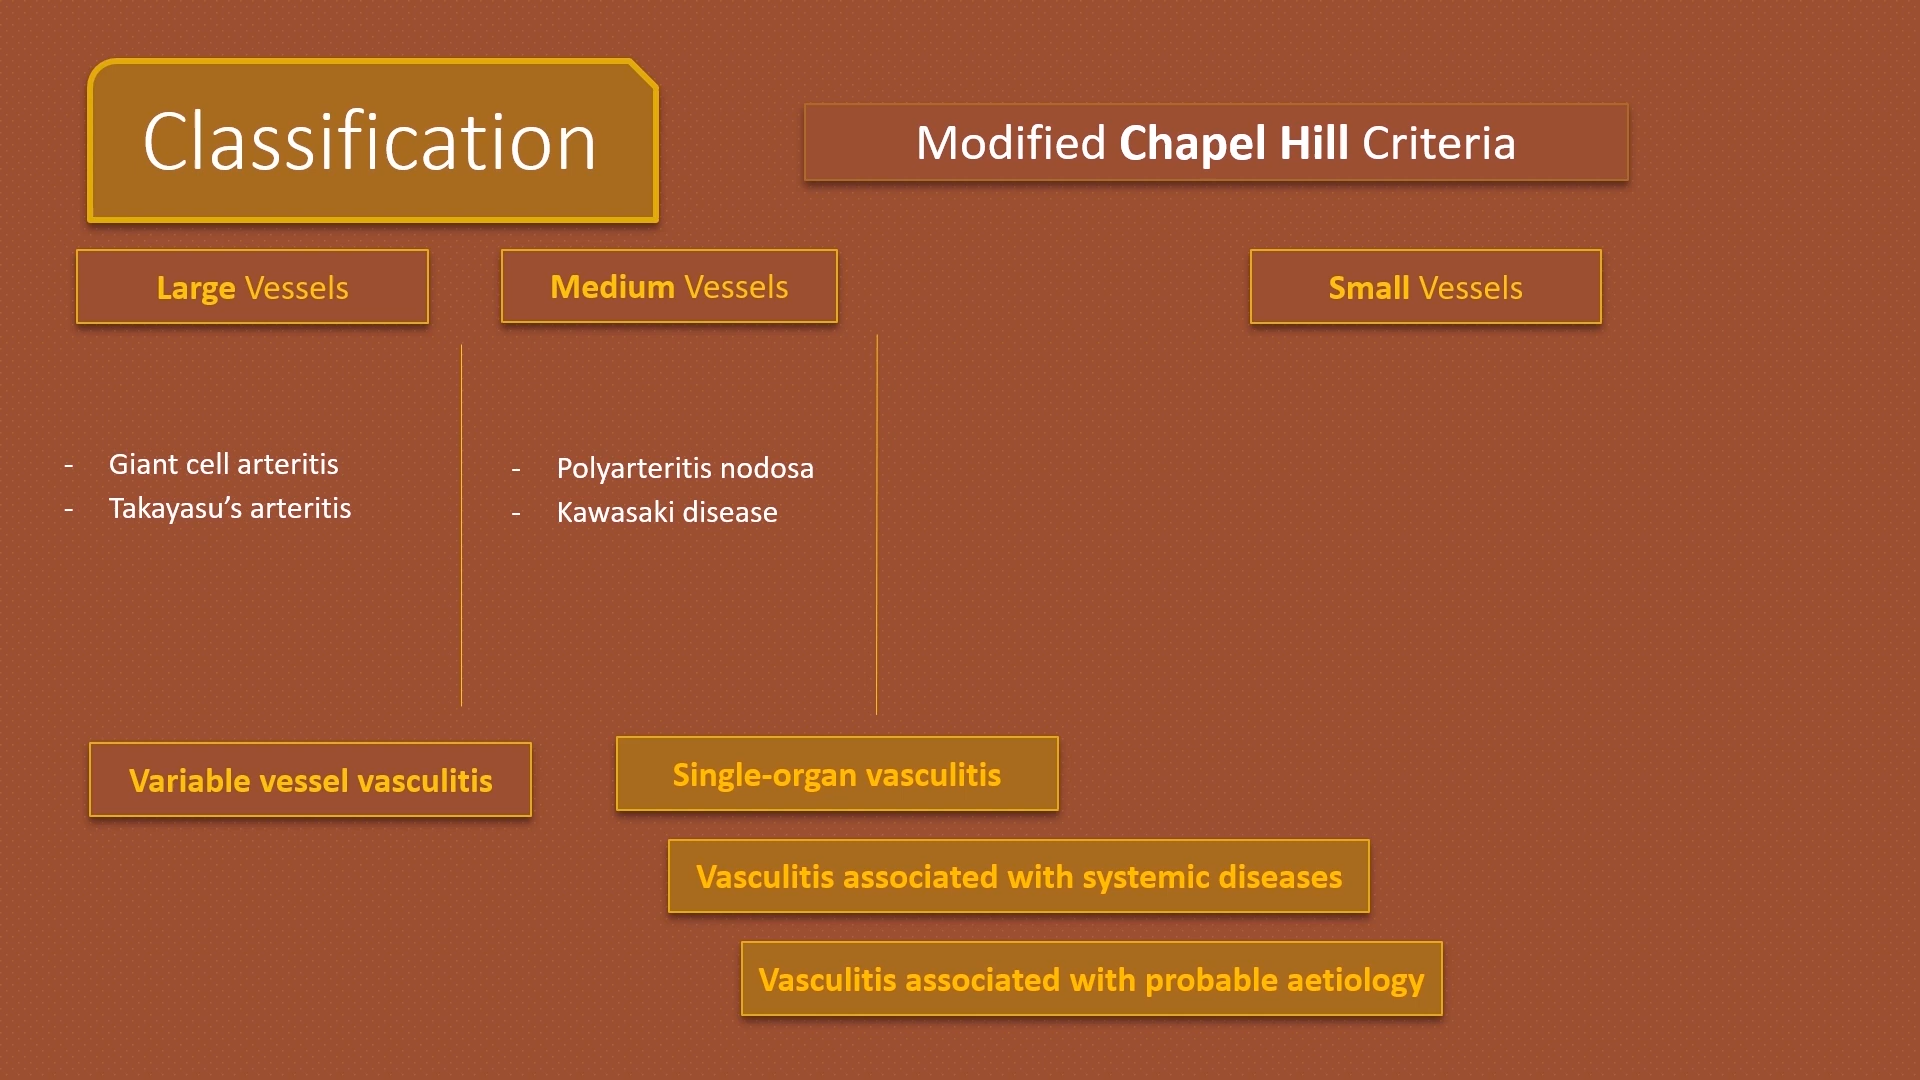 Classification
Modified Chapel Hill Criteria
Large Vessels
Medium Vessels
Small Vessels
- Giant cell arteritis
- Takayasu’s arteritis
- Polyarteritis nodosa
- Kawasaki disease
Variable vessel vasculitis
Single-organ vasculitis
Vasculitis associated with systemic diseases
Vasculitis associated with probable aetiology